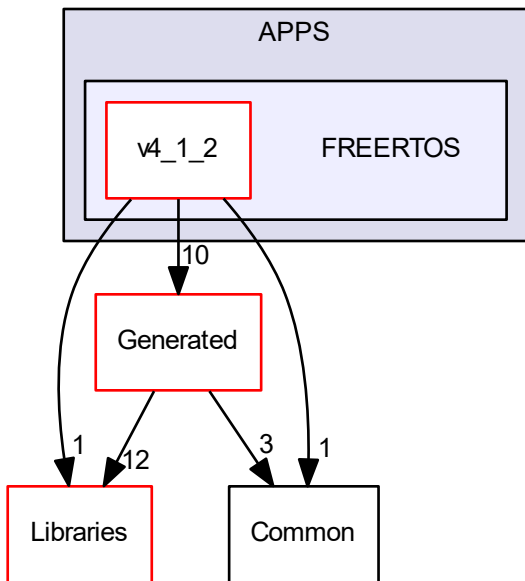 APPS
v4_1_2
FREERTOS
10
Generated
1
12
3
1
Libraries
Common